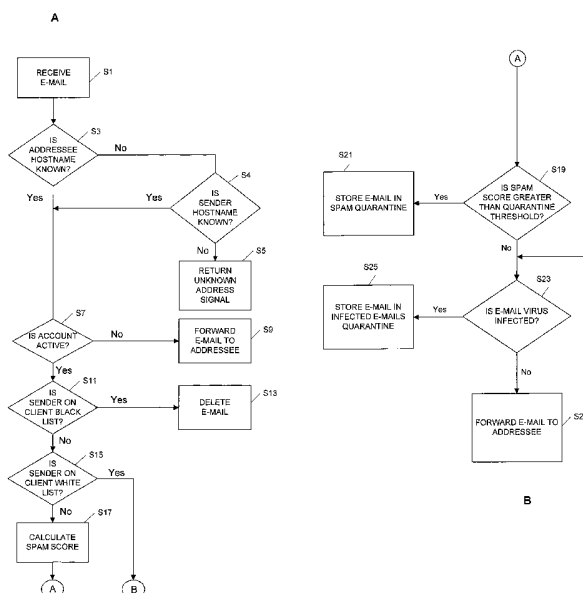 A
RECEIVE
E-MAIL
S1
IS
ADDRESSEE
HOSTNAME
KNOWN?
S3
No
Yes
IS
SENDER
HOSTNAME
KNOWN?
S4
Yes
No
RETURN
UNKNOWN
ADDRESS
SIGNAL
S5
IS ACCOUNT
ACTIVE?
S7
No
Yes
FORWARD
E-MAIL TO
ADDRESSEE
S9
IS
SENDER ON
CLIENT BLACK
LIST?
S11
Yes
No
DELETE
E-MAIL
S13
IS
SENDER ON
CLIENT WHITE
LIST?
S15
Yes
No
CALCULATE
SPAM SCORE
S17
A
B
A
IS SPAM
SCORE GREATER
THAN QUARANTINE
THRESHOLD?
S19
Yes
No
STORE E-MAIL IN
SPAM QUARANTINE
S21
IS E-MAIL VIRUS
INFECTED?
S23
Yes
No
STORE E-MAIL IN
INFECTED E-MAILS
QUARANTINE
S25
FORWARD E-MAIL TO
ADDRESSEE
B